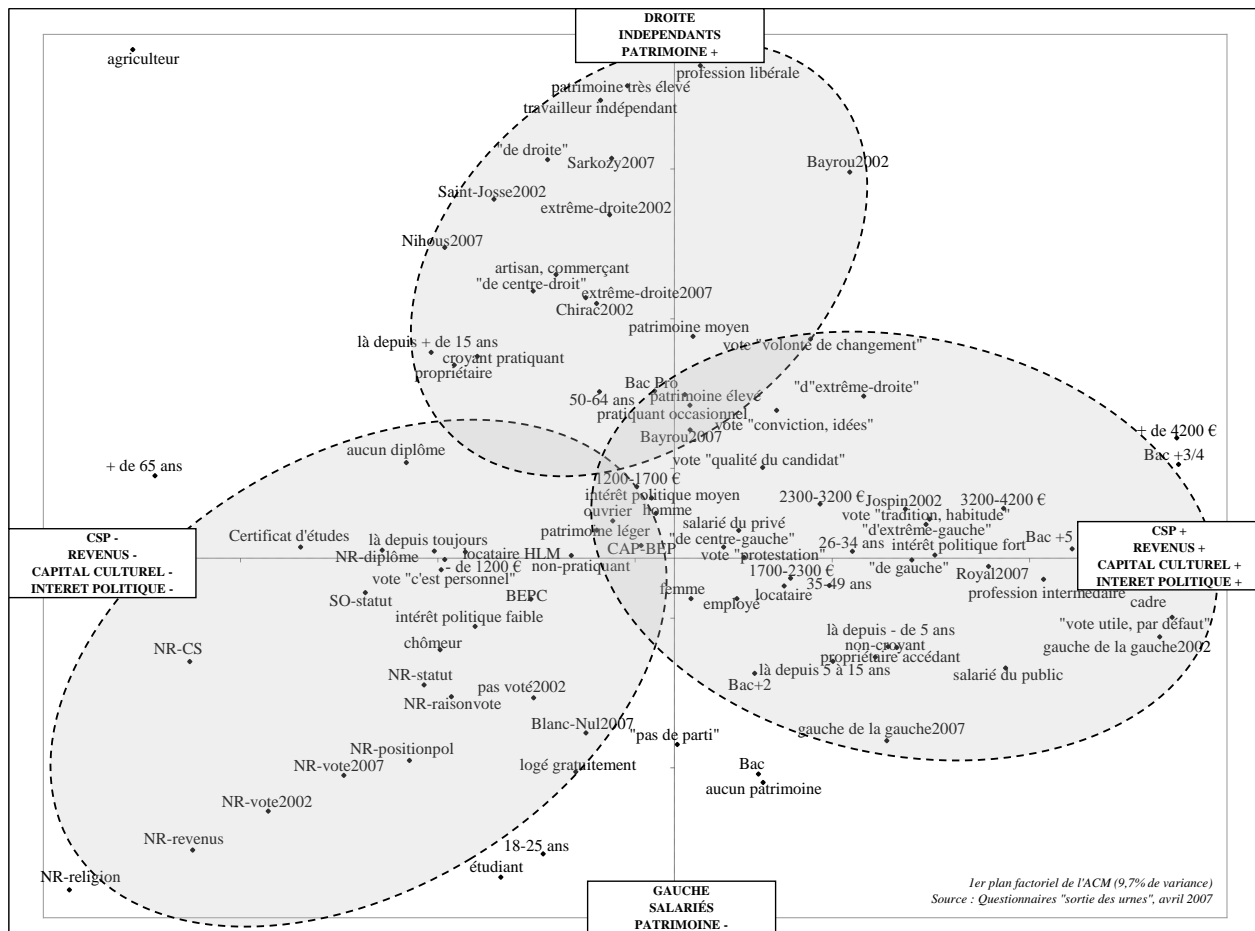 DROITE
INDEPENDANTS
PATRIMOINE +
agriculteur
profession libérale
patrimoine très élevé
travailleur indépendant
"de droite"
Sarkozy2007
Bayrou2002
Saint-Josse2002
extrême-droite2002
Nihous2007
artisan, commerçant
"de centre-droit"
extrême-droite2007
Chirac2002
patrimoine moyen
là depuis + de 15 ans
vote "volonté de changement"
croyant pratiquant
propriétaire
Bac Pro
"d"extrême-droite"
50-64 ans
patrimoine élevé
pratiquant occasionnel
vote "conviction, idées"
Bayrou2007
+ de 4200 €
aucun diplôme
Bac +3/4
+ de 65 ans
vote "qualité du candidat"
1200-1700 €
intérêt politique moyen
2300-3200 €
Jospin2002
3200-4200 €
ouvrier
homme
vote "tradition, habitude"
CSP -
REVENUS -
CAPITAL CULTUREL -
INTERET POLITIQUE -
Certificat d'études
là depuis toujours
patrimoine léger
salarié du privé
"d'extrême-gauche"
CSP +
REVENUS +
CAPITAL CULTUREL +
INTERET POLITIQUE +
Bac +5
"de centre-gauche"
26-34 ans
intérêt politique fort
NR-diplôme
locataire HLM
CAP-BEP
vote "protestation"
- de 1200 €
non-pratiquant
1700-2300 €
"de gauche"
Royal2007
vote "c'est personnel"
35-49 ans
SO-statut
BEPC
femme
employé
locataire
profession intermédiaire
cadre
intérêt politique faible
"vote utile, par défaut"
chômeur
là depuis - de 5 ans
NR-CS
non-croyant
gauche de la gauche2002
propriétaire accédant
là depuis 5 à 15 ans
salarié du public
NR-statut
Bac+2
pas voté2002
NR-raisonvote
Blanc-Nul2007
gauche de la gauche2007
"pas de parti"
NR-positionpol
NR-vote2007
logé gratuitement
Bac
aucun patrimoine
NR-vote2002
NR-revenus
18-25 ans
étudiant
NR-religion
GAUCHE
SALARIÉS
PATRIMOINE -
1er plan factoriel de l'ACM (9,7% de variance)
Source : Questionnaires "sortie des urnes", avril 2007